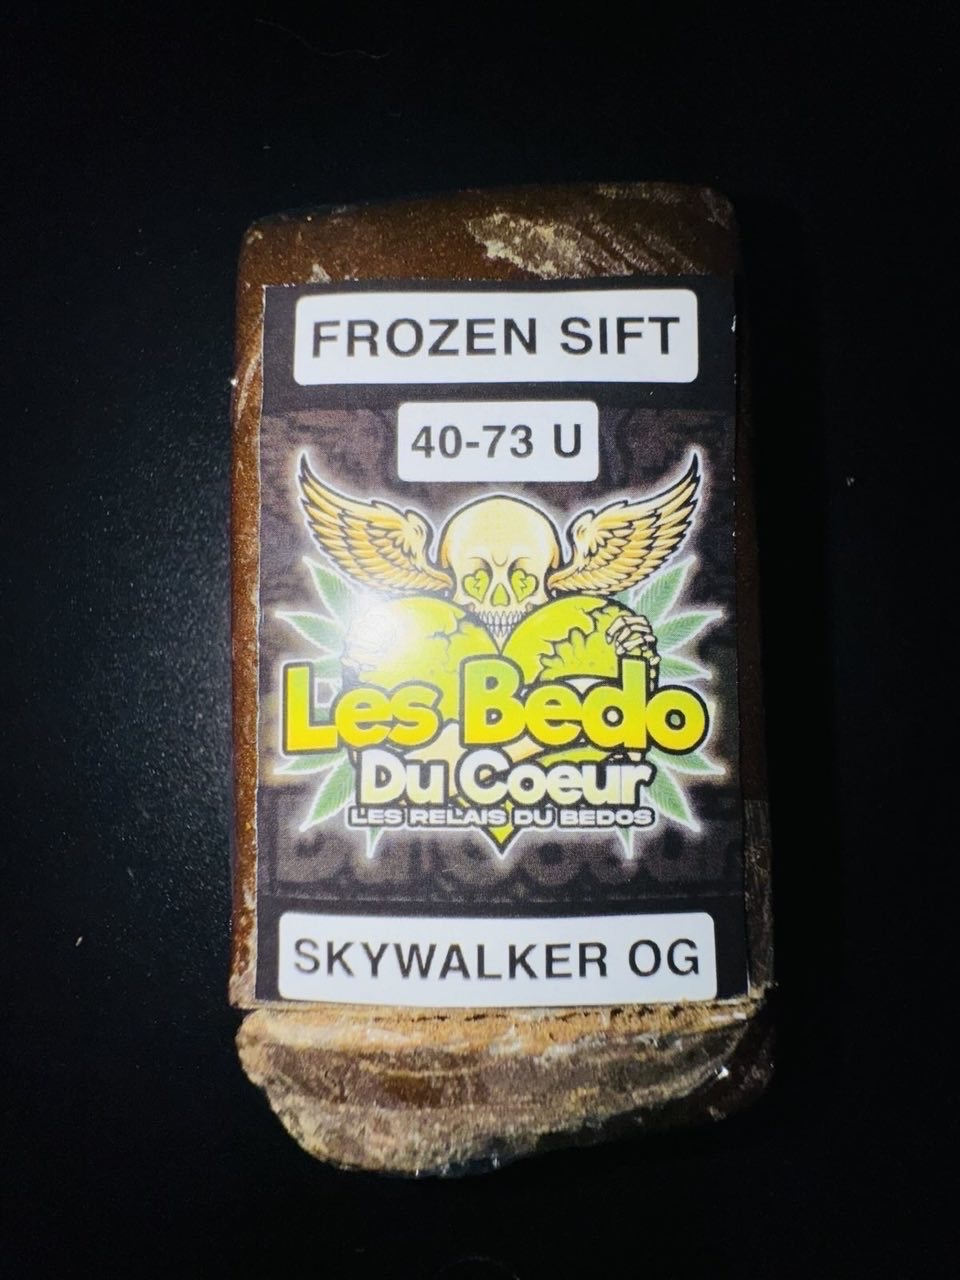 FROZEN SIFT
40-73 U
Les Bedo
Du Coeur
LES RELAIS DU BEDOS
SKYWALKER OG